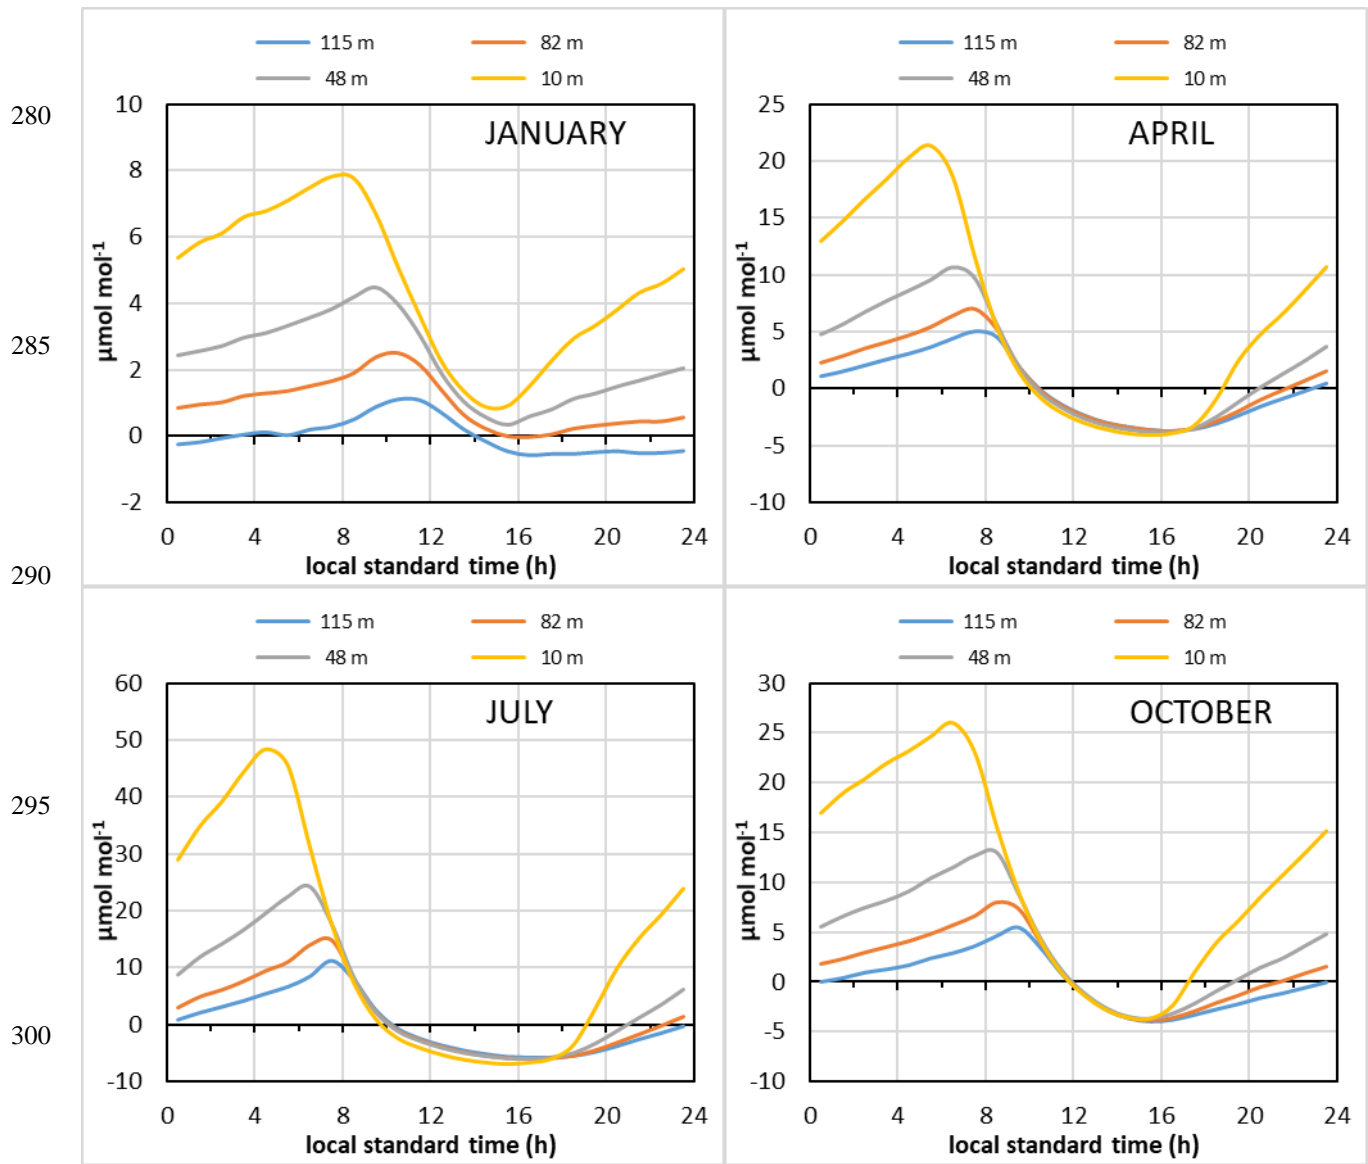 115 m 82 m
48 m 10 m
JANUARY
10
8
6
4
2
0
-2
µmol mol-1
0 4 8 12 16 20 24
local standard time (h)
115 m 82 m
48 m 10 m
APRIL
25
20
15
10
5
0
-5
-10
µmol mol-1
0 4 8 12 16 20 24
local standard time (h)
115 m 82 m
48 m 10 m
JULY
60
50
40
30
20
10
0
-10
µmol mol-1
0 4 8 12 16 20 24
local standard time (h)
115 m 82 m
48 m 10 m
OCTOBER
30
25
20
15
10
5
0
-5
-10
µmol mol-1
0 4 8 12 16 20 24
local standard time (h)
280
285
290
295
300